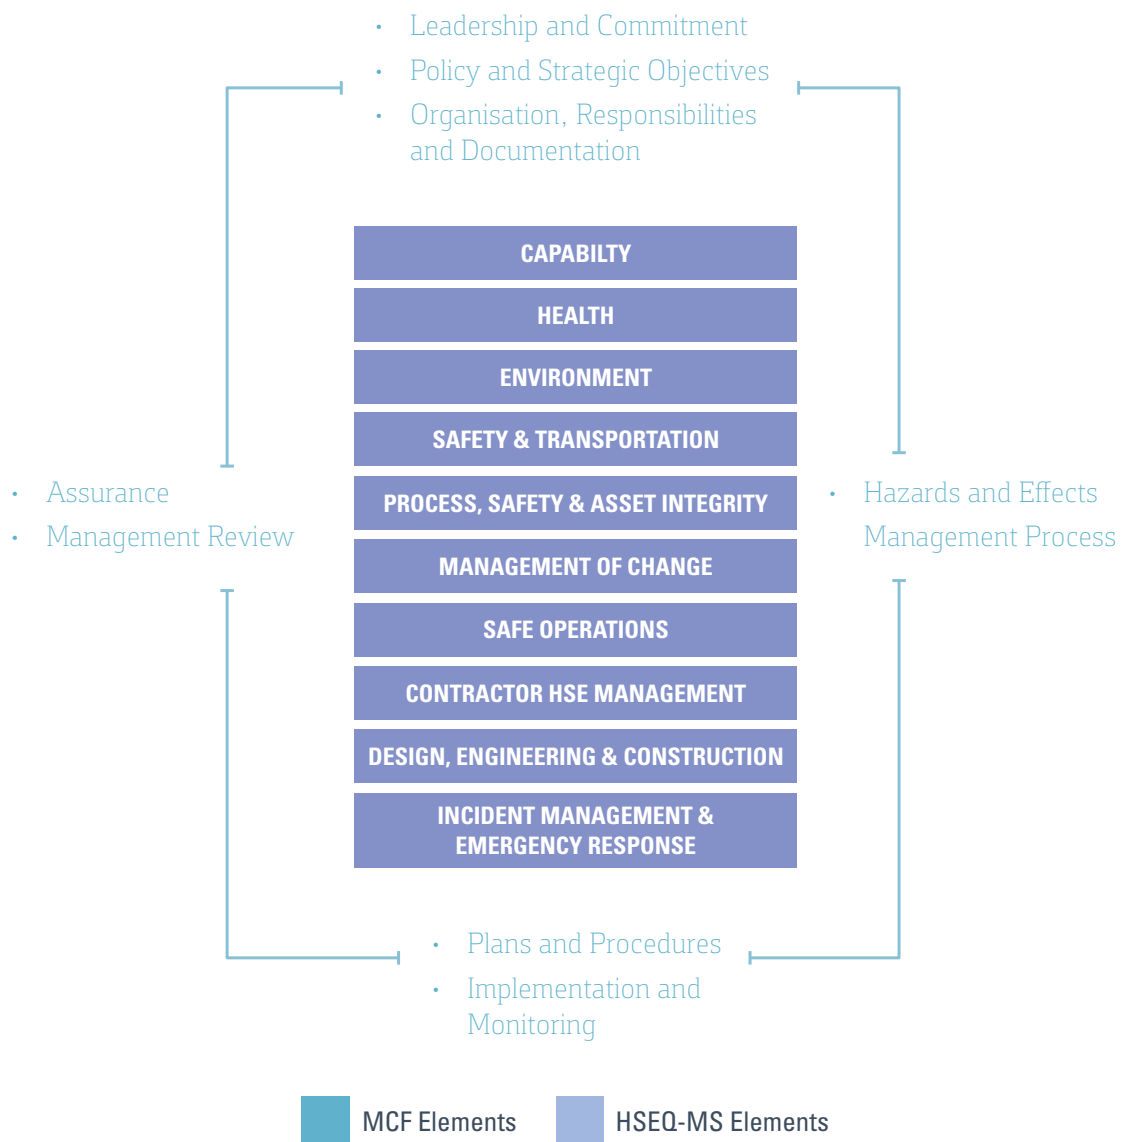 • Leadership and Commitment
• Policy and Strategic Objectives
• Organisation, Responsibilities
and Documentation
CAPABILTY
HEALTH
ENVIRONMENT
SAFETY & TRANSPORTATION
PROCESS, SAFETY & ASSET INTEGRITY
MANAGEMENT OF CHANGE
SAFE OPERATIONS
CONTRACTOR HSE MANAGEMENT
DESIGN, ENGINEERING & CONSTRUCTION
INCIDENT MANAGEMENT &
EMERGENCY RESPONSE
• Assurance
• Management Review
• Hazards and Effects
Management Process
• Plans and Procedures
• Implementation and
Monitoring
MCF Elements
HSEQ-MS Elements